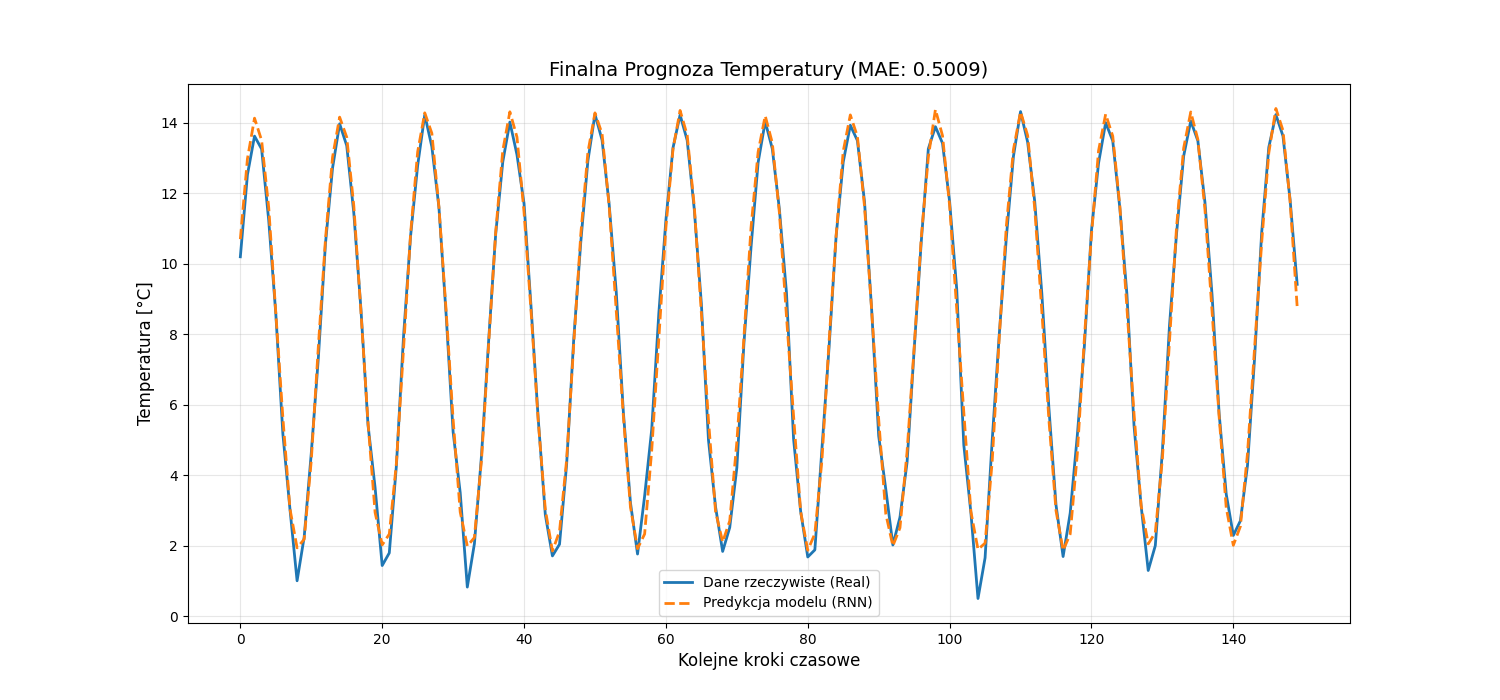 Finalna Prognoza Temperatury (MAE: 0.5009)
Temperatura [°C]
14
12
10
8
6
4
2
0
Dane rzeczywiste (Real)
Predykcja modelu (RNN)
0 20 40 60 80 100 120 140
Kolejne kroki czasowe